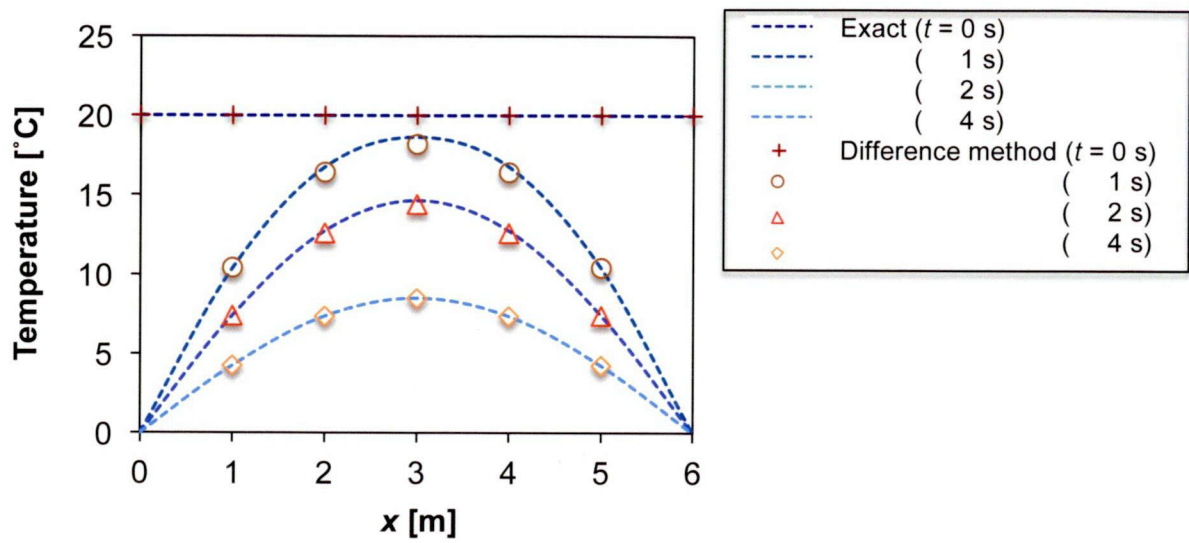 25
20
15
10
5
0
Temperature [˚C]
0 1 2 3 4 5 6
x [m]
Exact (t = 0 s)
( 1 s)
( 2 s)
( 4 s)
Difference method (t = 0 s)
( 1 s)
( 2 s)
( 4 s)